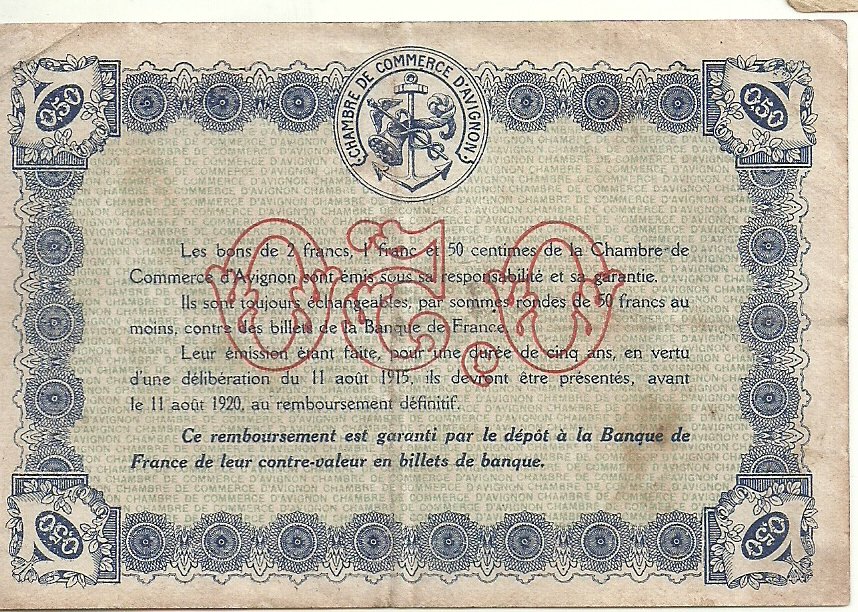 CHAMBRE DE COMMERCE D'AVIGNON
0,50
0,50
0,50
Les bons de 2 francs, 1 franc et 50 centimes de la Chambre de
Commerce d'Avignon sont émis sous sa responsabilité et sa garantie.
Ils sont toujours échangeables, par sommes rondes de 50 francs au
moins, contre des billets de la Banque de France.
Leur émission étant faite, pour une durée de cinq ans, en vertu
d'une délibération du 11 août 1915, ils devront être présentés, avant
le 11 août 1920, au remboursement définitif.
Ce remboursement est garanti par le dépôt à la Banque de
France de leur contre-valeur en billets de banque.
0,50
0,50